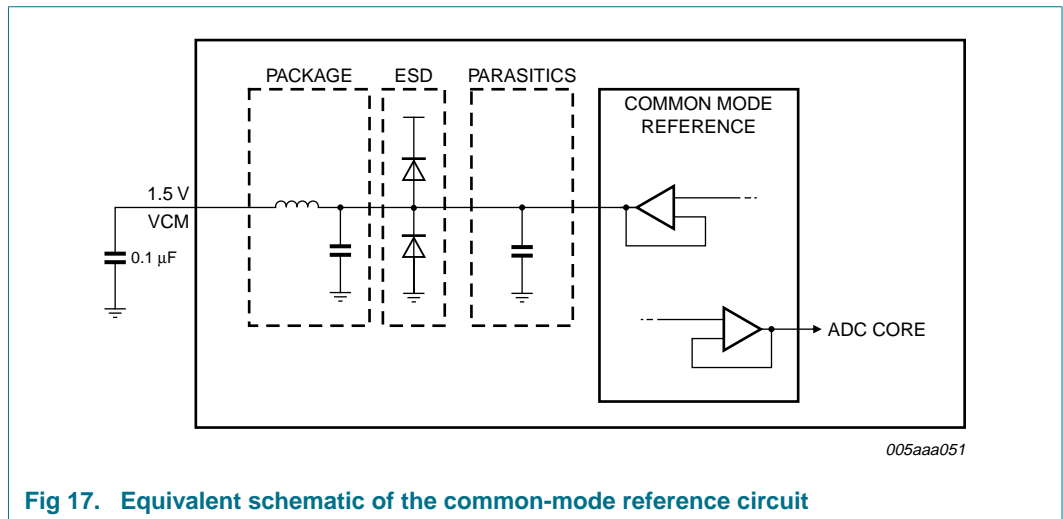 PACKAGE
ESD
PARASITICS
COMMON MODE
REFERENCE
1.5 V
VCM
0.1 μF
ADC CORE
005aaa051
Fig 17. Equivalent schematic of the common-mode reference circuit